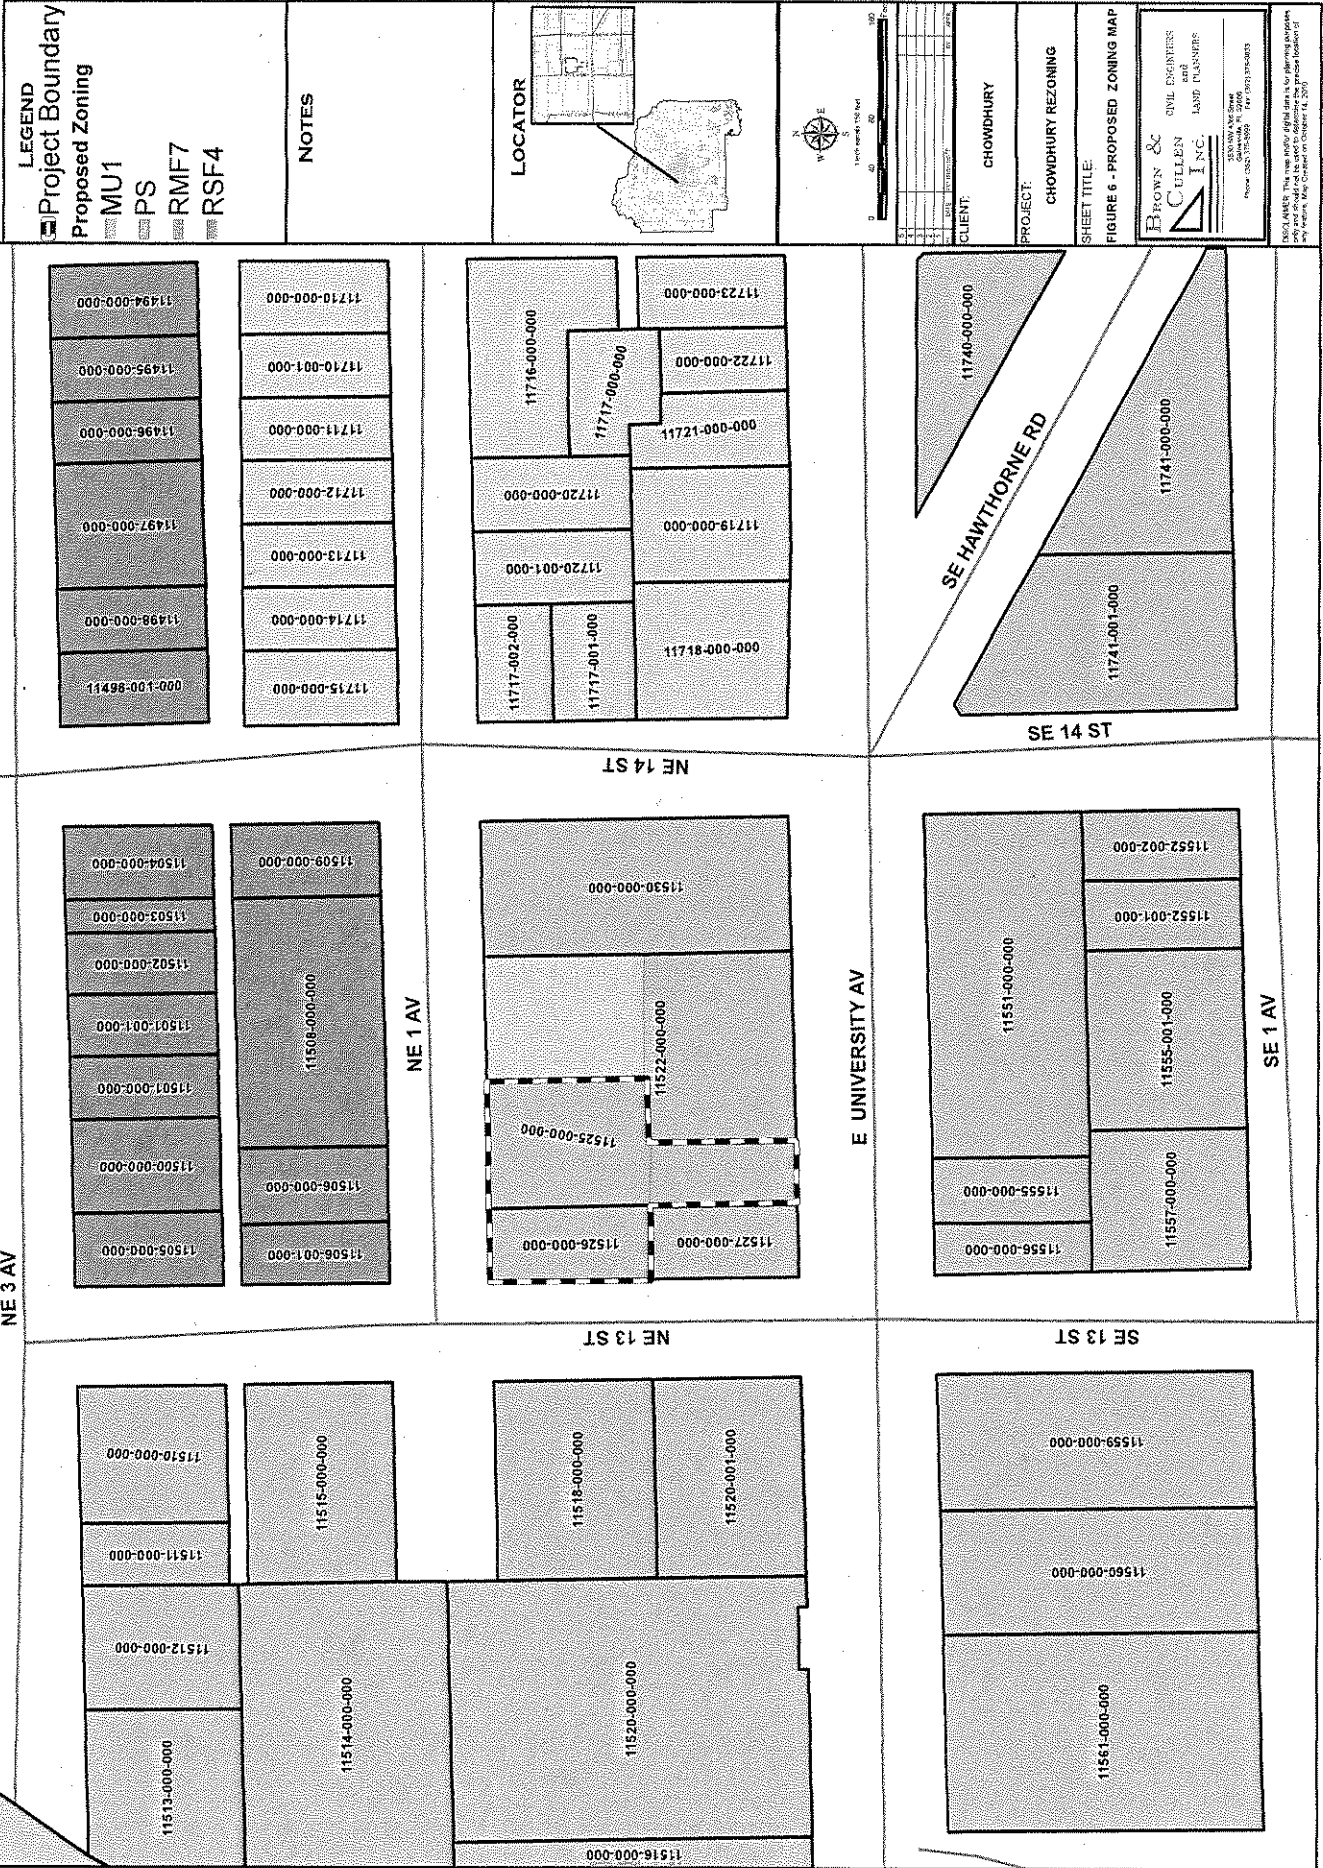 LEGEND
Project Boundary
Proposed Zoning
MU1
PS
RMF7
RSF4
NOTES
LOCATOR
N
W E
S
0 40 80 160
CLIENT:
CHOWDHURY
PROJECT:
CHOWDHURY REZONING
SHEET TITLE:
FIGURE 6 - PROPOSED ZONING MAP
BROWN &
CULLEN
INC.
CIVIL ENGINEERS
and
LAND PLANNERS
NE 3 AV
11513-000-000
11512-000-000
11511-000-000
11510-000-000
11514-000-000
11515-000-000
11516-000-000
11520-000-000
11518-000-000
11520-001-000
11561-000-000
11560-000-000
11559-000-000
NE 13 ST
SE 13 ST
11505-000-000
11500-000-000
11501-000-000
11501-001-000
11502-000-000
11503-000-000
11504-000-000
11506-001-000
11506-000-000
11508-000-000
11509-000-000
NE 1 AV
11526-000-000
11525-000-000
11527-000-000
11522-000-000
11530-000-000
E UNIVERSITY AV
11556-000-000
11555-000-000
11551-000-000
11557-000-000
11555-001-000
11552-001-000
11552-002-000
SE 1 AV
NE 14 ST
SE 14 ST
11498-001-000
11498-000-000
11497-000-000
11496-000-000
11495-000-000
11494-000-000
11715-000-000
11714-000-000
11713-000-000
11712-000-000
11711-000-000
11710-001-000
11710-000-000
11717-002-000
11717-001-000
11720-001-000
11720-000-000
11716-000-000
11717-000-000
11718-000-000
11719-000-000
11721-000-000
11722-000-000
11723-000-000
SE HAWTHORNE RD
11740-000-000
11741-001-000
11741-000-000